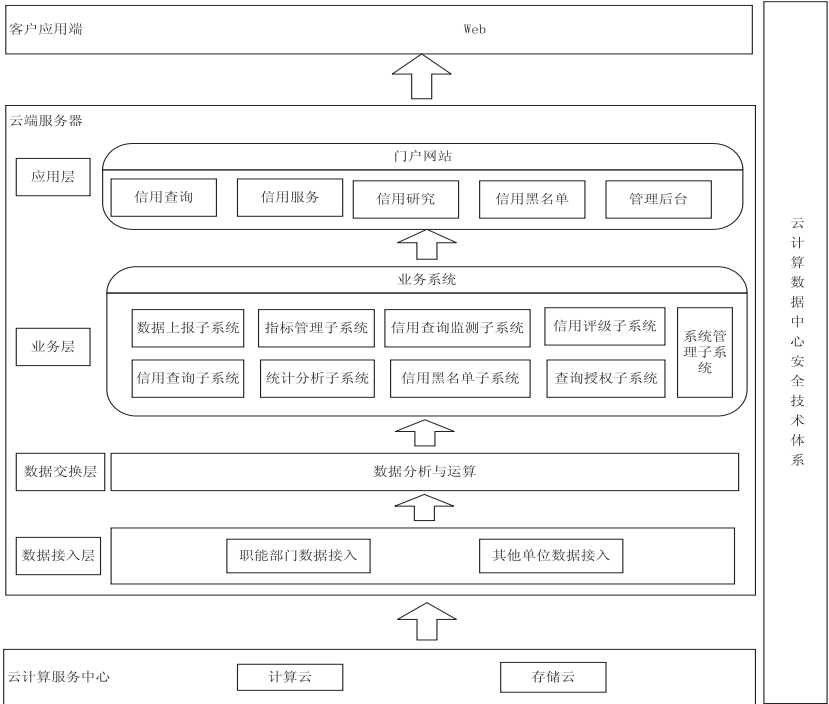 客户应用端
Web
云端服务器
应用层
门户网站
信用查询
信用服务
信用研究
信用黑名单
管理后台
业务层
业务系统
数据上报子系统
指标管理子系统
信用查询监测子系统
信用评级子系统
系统管
理子系
统
信用查询子系统
统计分析子系统
信用黑名单子系统
查询授权子系统
数据交换层
数据分析与运算
数据接入层
职能部门数据接入
其他单位数据接入
云计算服务中心
计算云
存储云
云计算数据中心安全技术体系